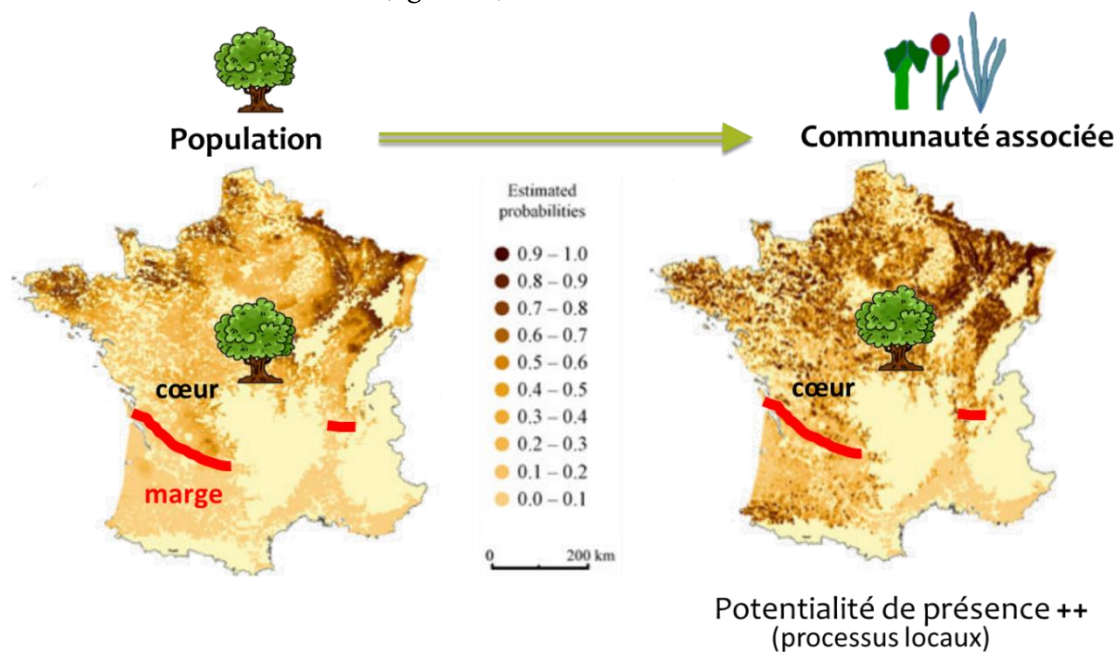 Population
Communauté associée
Estimated
probabilities
0.9 – 1.0
0.8 – 0.9
0.7 – 0.8
0.6 – 0.7
0.5 – 0.6
0.4 – 0.5
0.3 – 0.4
0.2 – 0.3
0.1 – 0.2
0.0 – 0.1
0 200 km
cœur
marge
cœur
Potentialité de présence ++
(processus locaux)